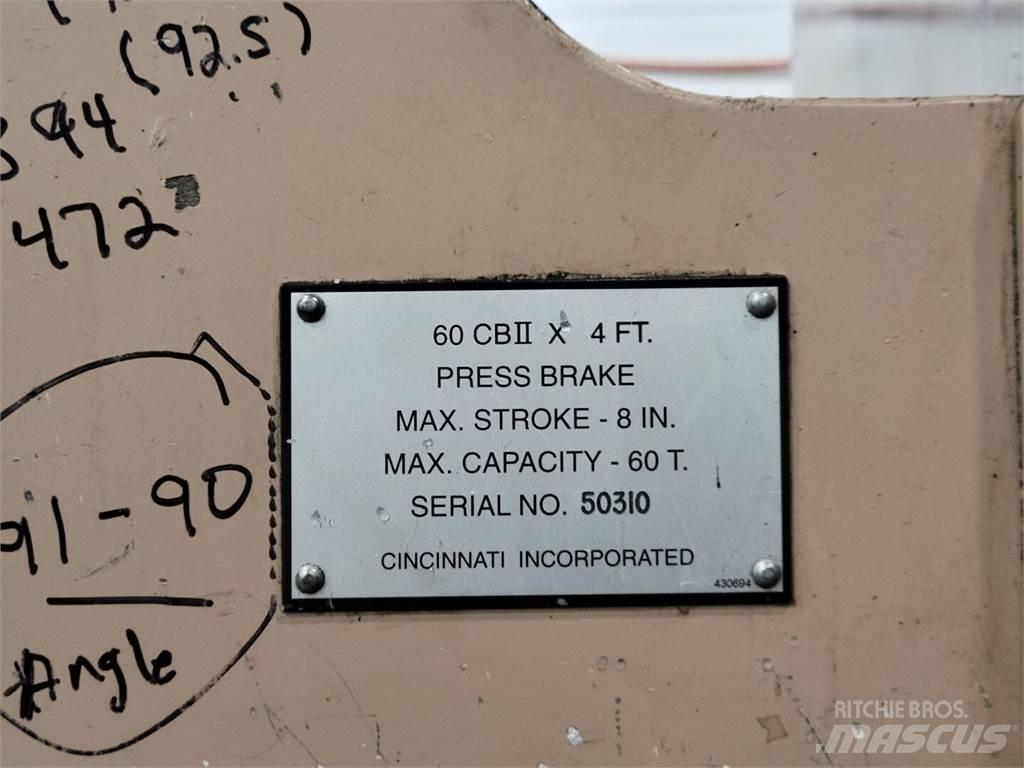 (92.5)
472
60 CBII X 4 FT.
PRESS BRAKE
MAX. STROKE - 8 IN.
MAX. CAPACITY - 60 T.
SERIAL NO. 50310
CINCINNATI INCORPORATED
430694
91-90
Angle
RITCHIE BROS.
MASCUS